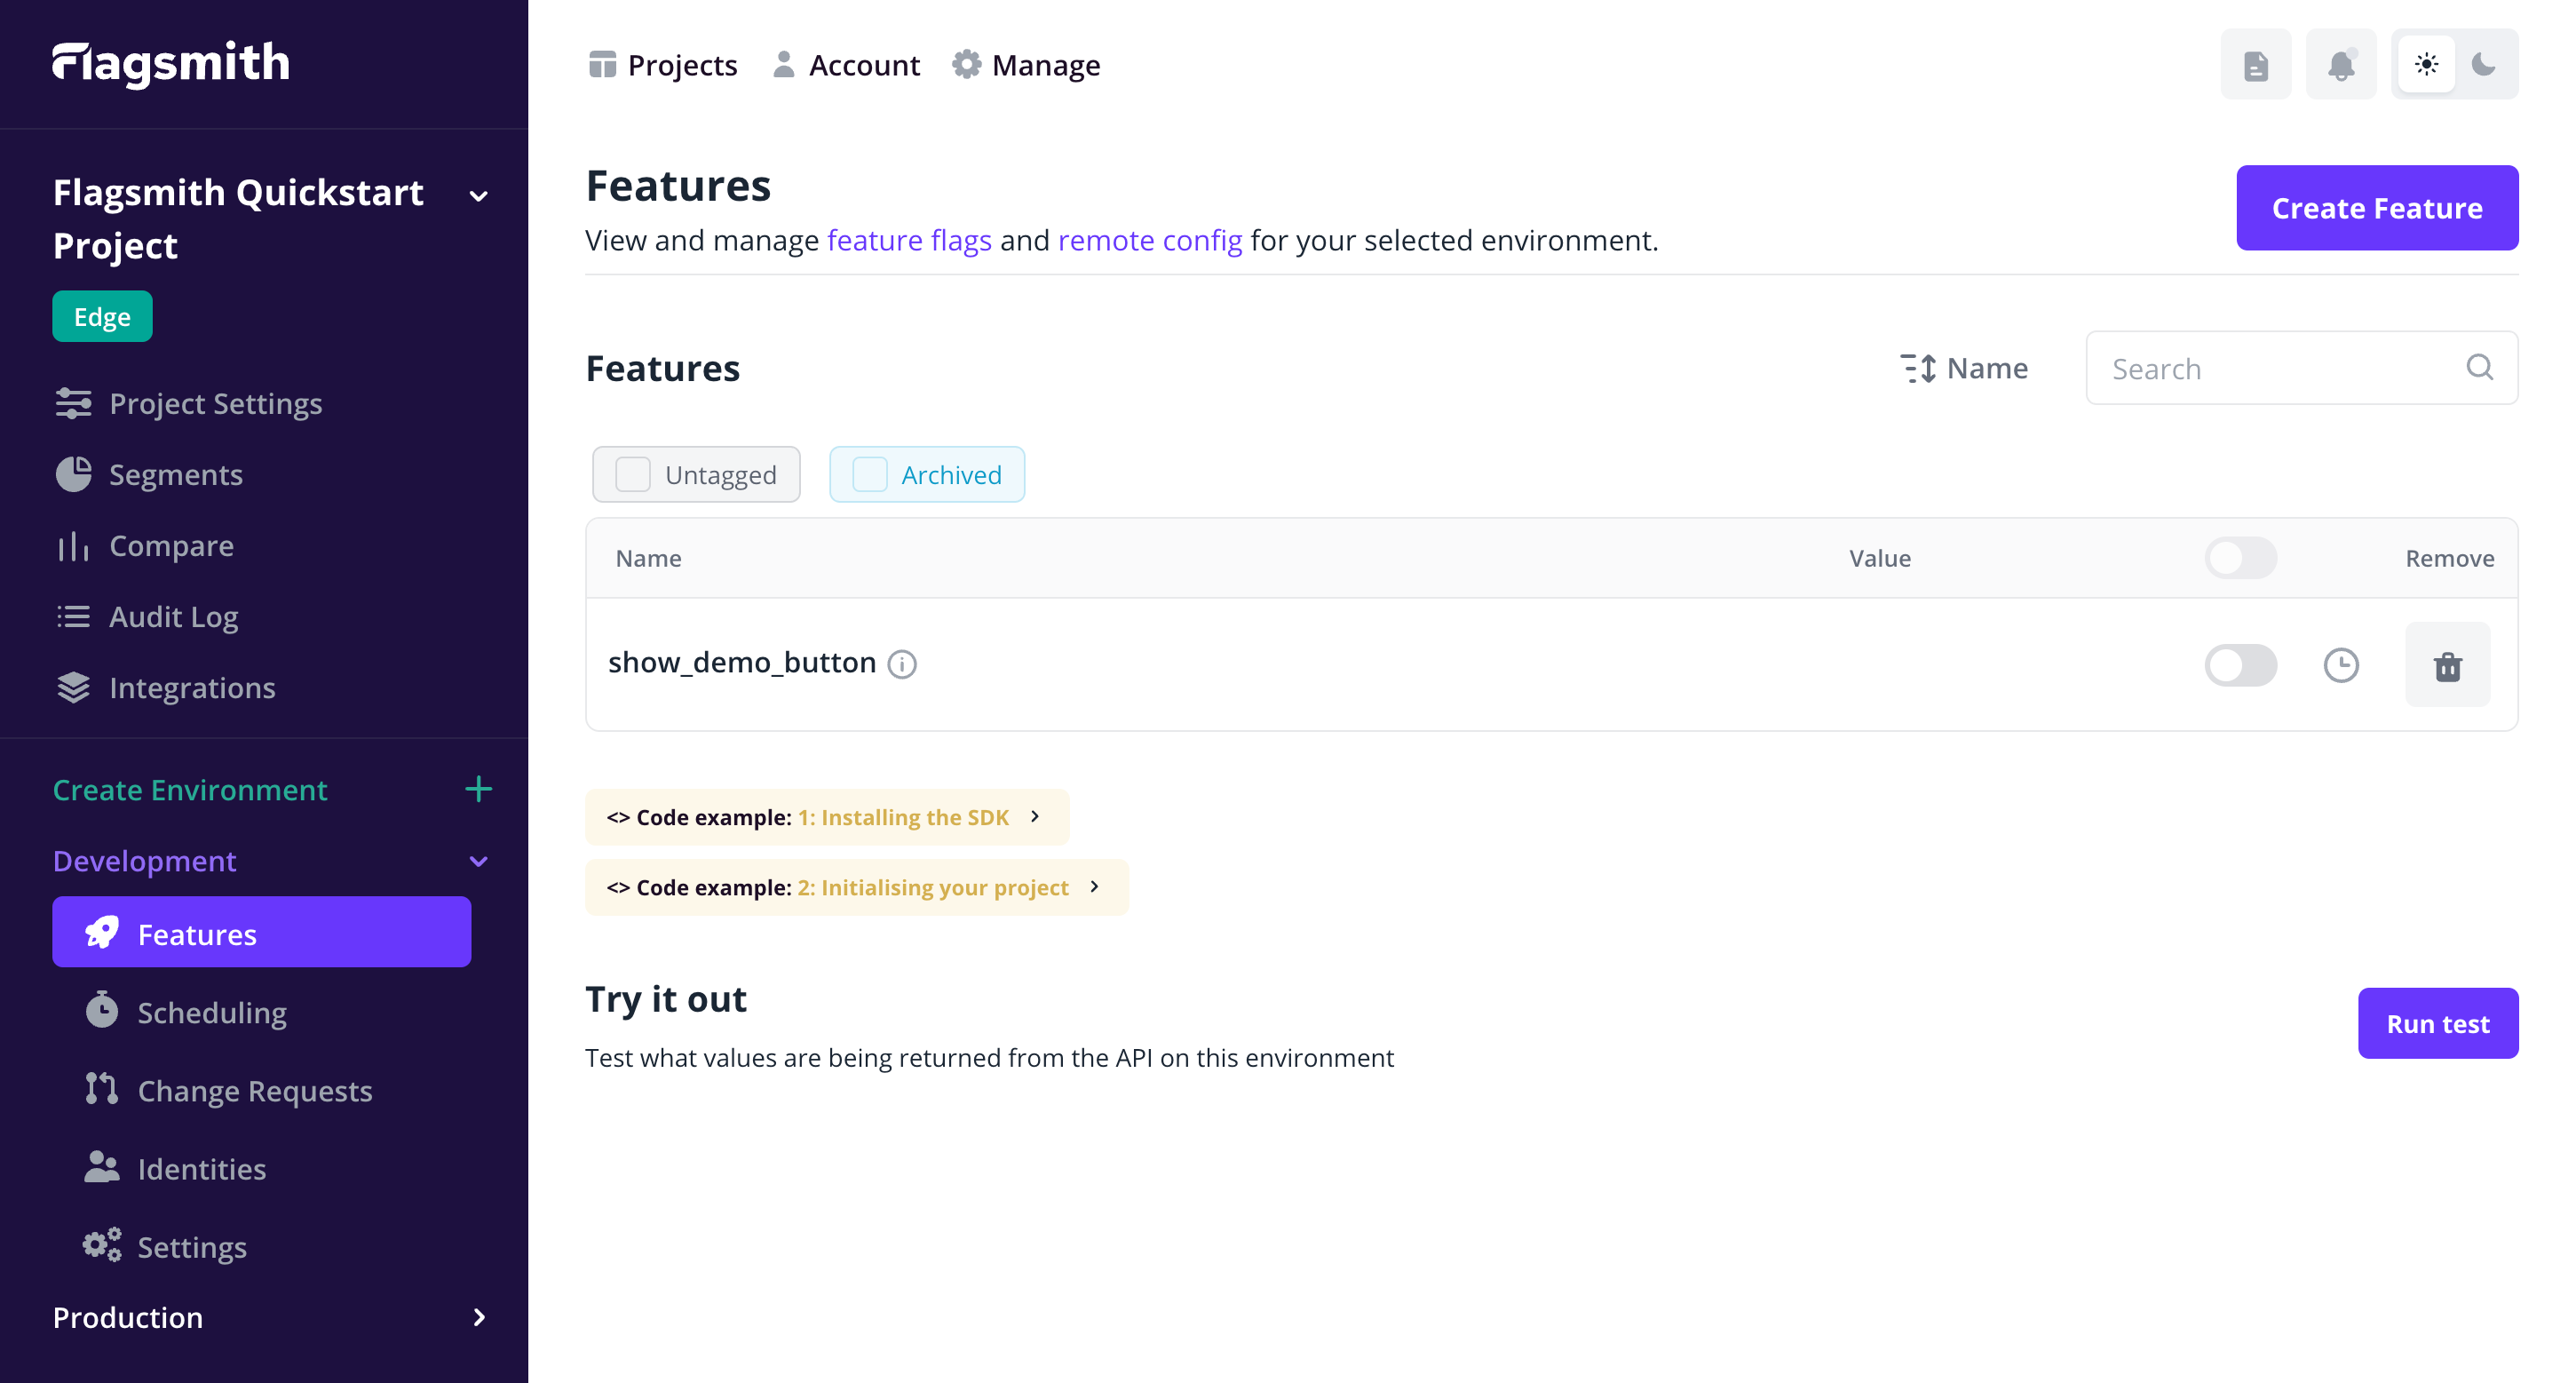 Flagsmith
Flagsmith Quickstart
Project
Edge
Project Settings
Segments
Compare
Audit Log
Integrations
Create Environment
Development
Features
Scheduling
Change Requests
Identities
Settings
Production
Projects Account Manage
Features
View and manage feature flags and remote config for your selected environment.
Create Feature
Features
Name
Search
Untagged
Archived
Name Value Remove
show_demo_button
<> Code example: 1: Installing the SDK
<> Code example: 2: Initialising your project
Try it out
Test what values are being returned from the API on this environment
Run test